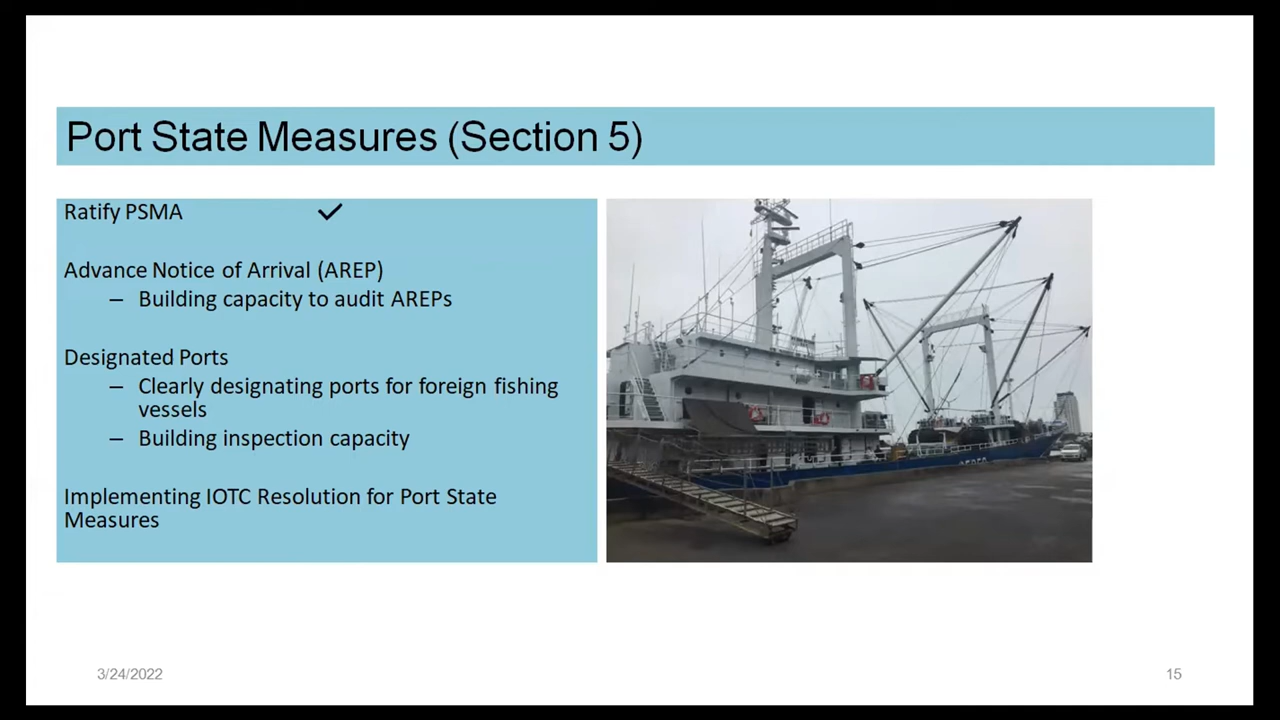 Port State Measures (Section 5)
Ratify PSMA ✓
Advance Notice of Arrival (AREP)
– Building capacity to audit AREPs
Designated Ports
– Clearly designating ports for foreign fishing
vessels
– Building inspection capacity
Implementing IOTC Resolution for Port State
Measures
3/24/2022
15